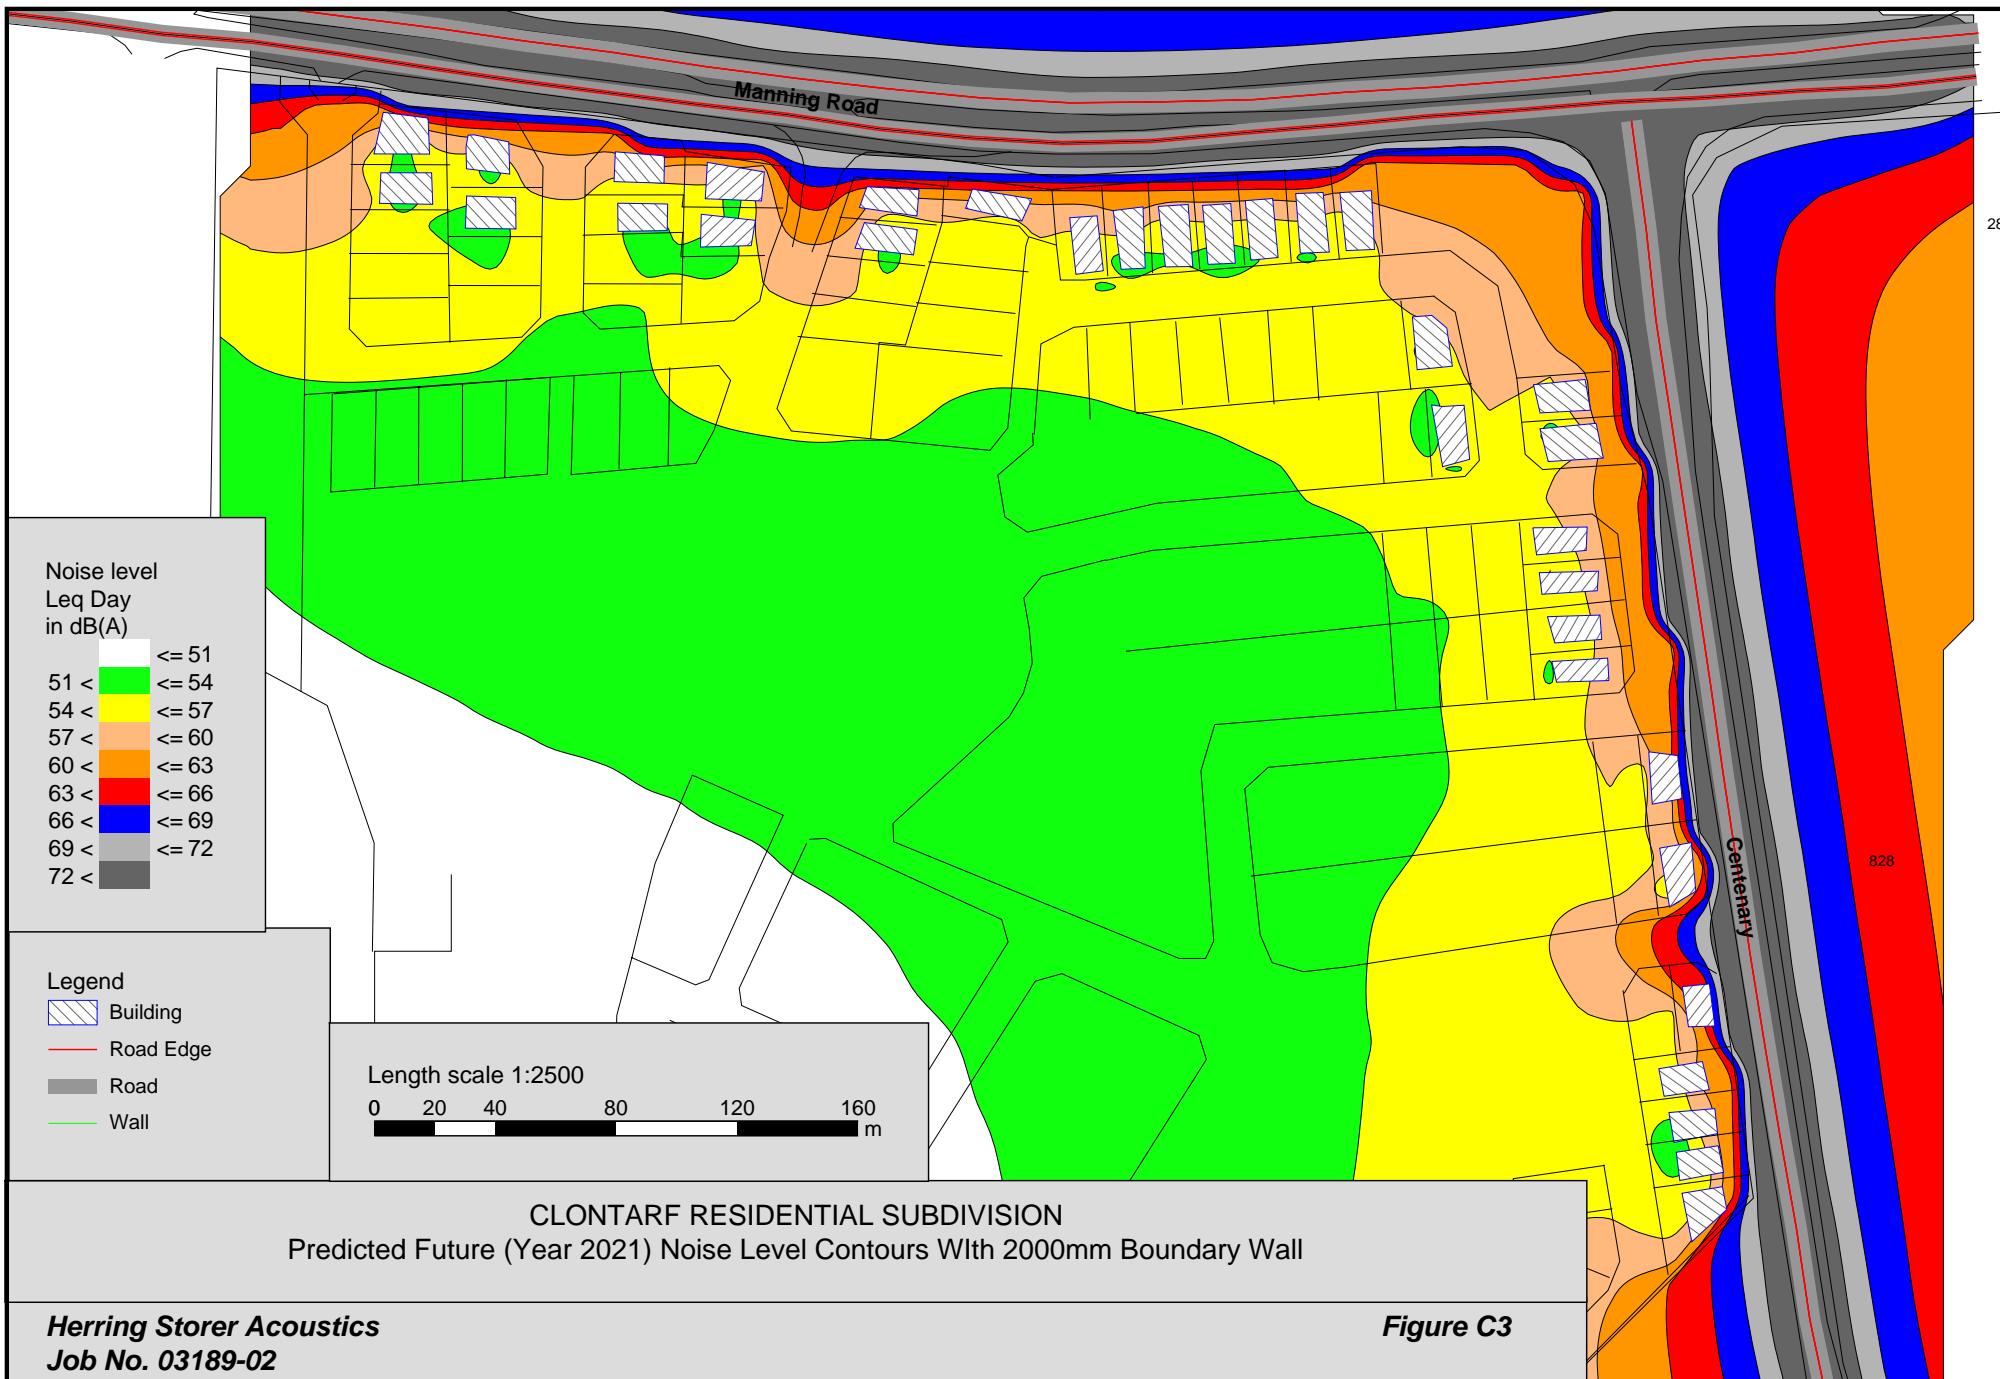 Manning Road
28
Noise level
Leq Day
in dB(A)
<= 51
51 < <= 54
54 < <= 57
57 < <= 60
60 < <= 63
63 < <= 66
66 < <= 69
69 < <= 72
72 <
Centenary
828
Legend
Building
Road Edge
Road
Wall
Length scale 1:2500
0 20 40 80 120 160
m
CLONTARF RESIDENTIAL SUBDIVISION
Predicted Future (Year 2021) Noise Level Contours WIth 2000mm Boundary Wall
Herring Storer Acoustics
Job No. 03189-02
Figure C3